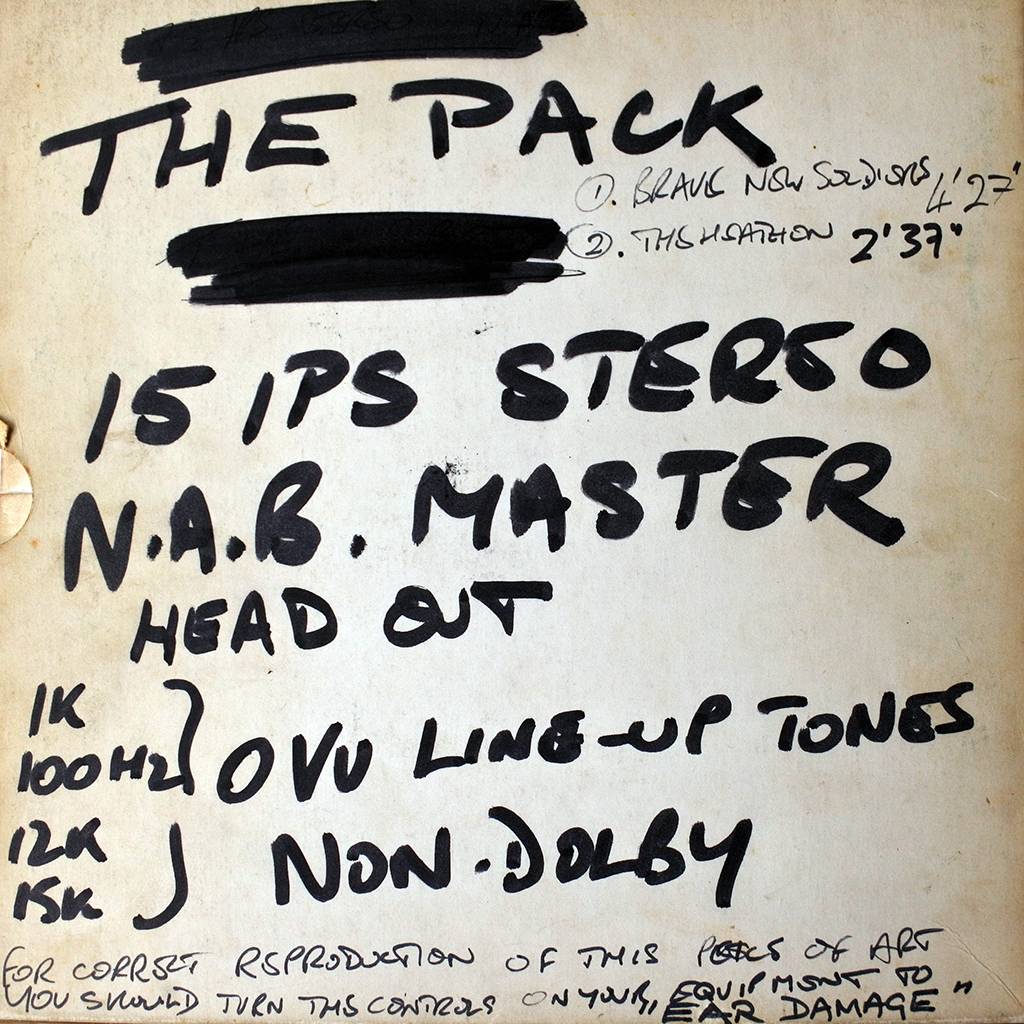 THE PACK
①. BRAVE NEW SOLDIERS 4'27"
②. THE HEATHEN 2'37"
15 IPS STEREO
N.A.B. MASTER
HEAD OUT
1K
100HZ } OVU LINE-UP TONES
12K
15K } NON-DOLBY
FOR CORRECT REPRODUCTION OF THIS OF ART
YOU SHOULD TURN THE CONTROLS ON YOUR EQUIPMENT TO
"EAR DAMAGE"